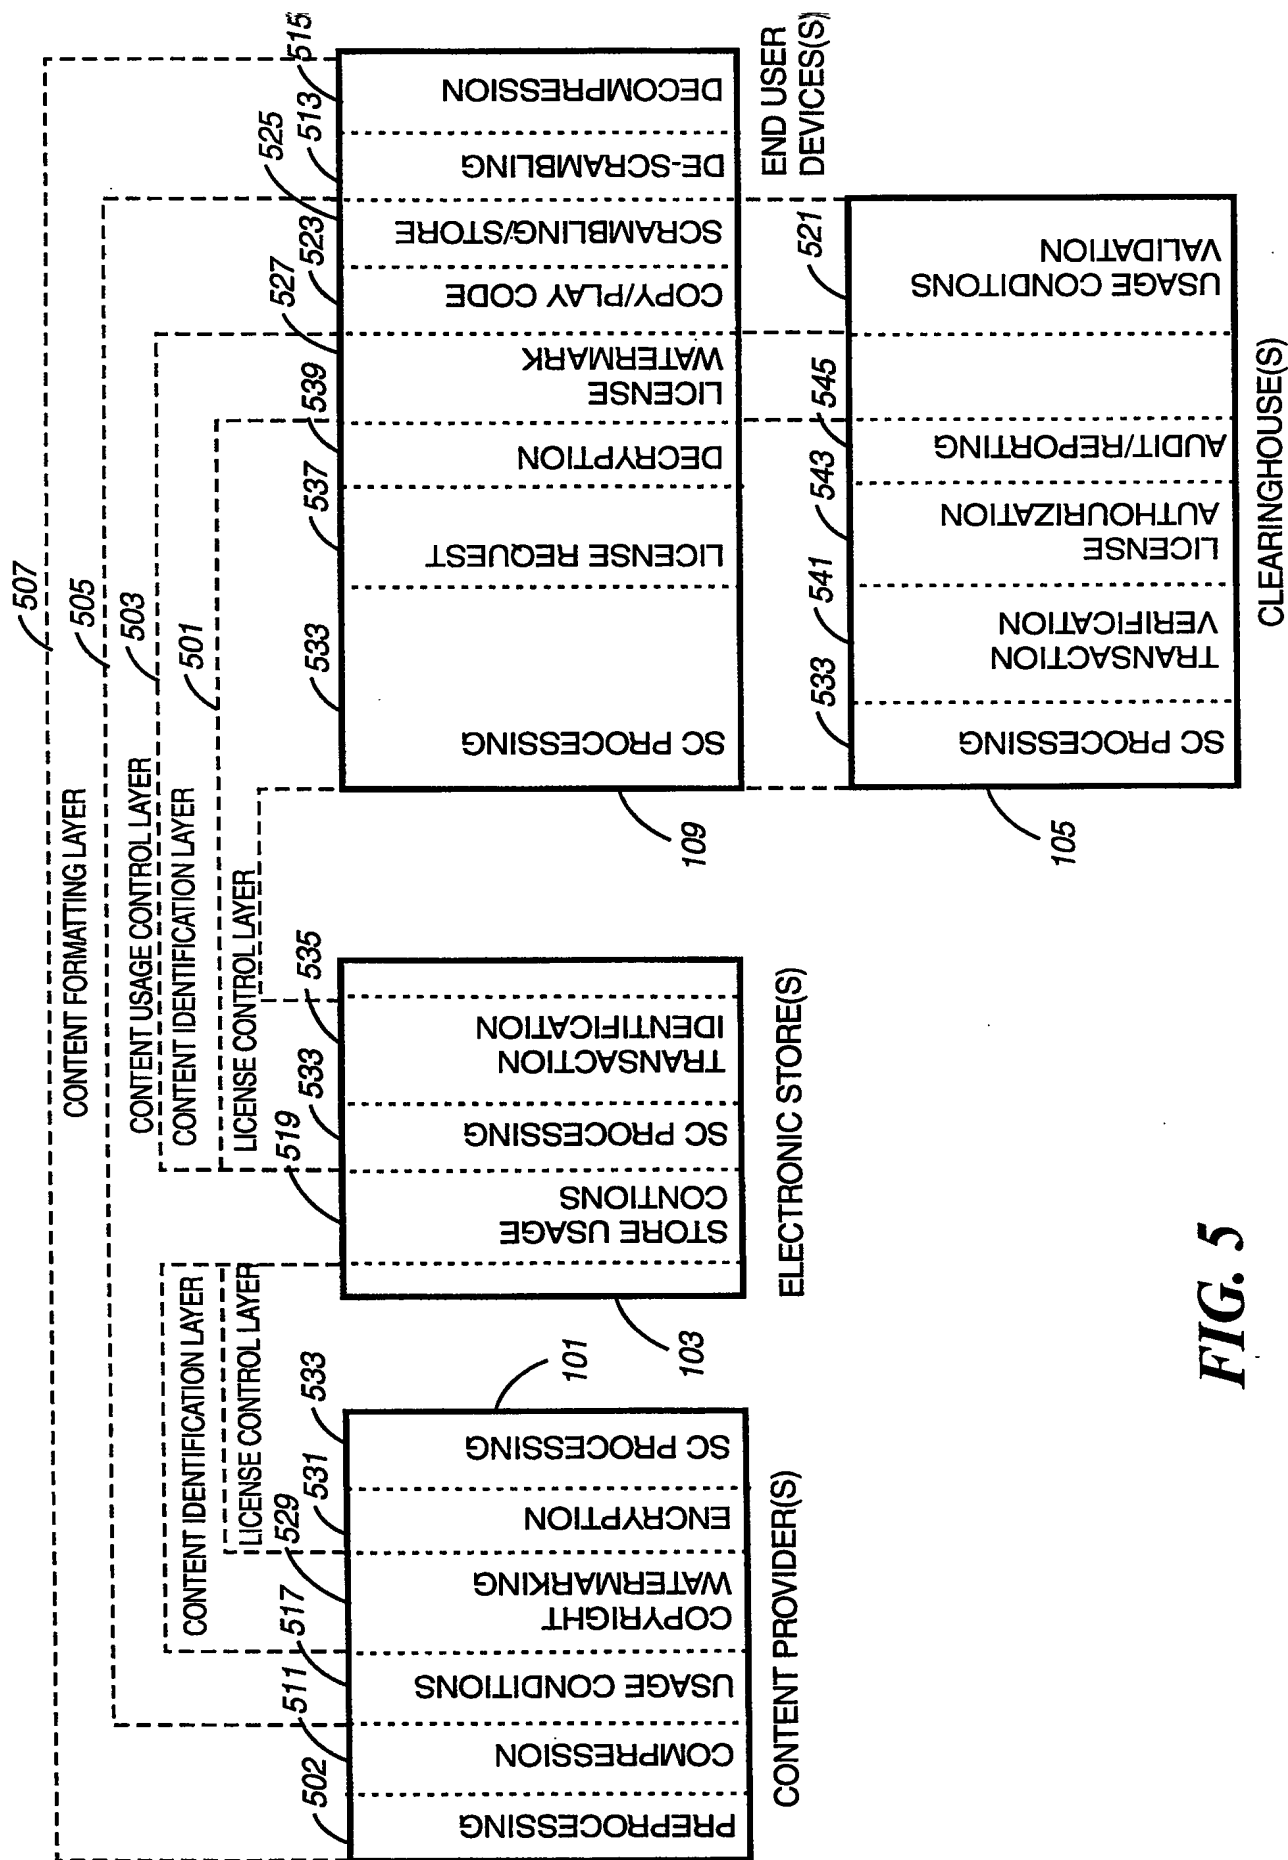 507
CONTENT FORMATTING LAYER
505
CONTENT USAGE CONTROL LAYER
503
CONTENT IDENTIFICATION LAYER
501
LICENSE CONTROL LAYER
CONTENT IDENTIFICATION LAYER
LICENSE CONTROL LAYER
502
511
517
529
531
533
PREPROCESSING
COMPRESSION
USAGE CONDITIONS
COPYRIGHT
WATERMARKING
ENCRYPTION
SC PROCESSING
101
CONTENT PROVIDER(S)
519
533
535
STORE USAGE
CONTIONS
SC PROCESSING
TRANSACTION
IDENTIFICATION
103
ELECTRONIC STORE(S)
533
537
539
527
523
525
513
515
SC PROCESSING
LICENSE REQUEST
DECRYPTION
LICENSE
WATERMARK
COPY/PLAY CODE
SCRAMBLING/STORE
DE-SCRAMBLING
DECOMPRESSION
109
END USER
DEVICES(S)
533
541
543
545
521
SC PROCESSING
TRANSACTION
VERIFICATION
LICENSE
AUTHOURIZATION
AUDIT/REPORTING
USAGE CONDITONS
VALIDATION
105
CLEARINGHOUSE(S)
FIG. 5